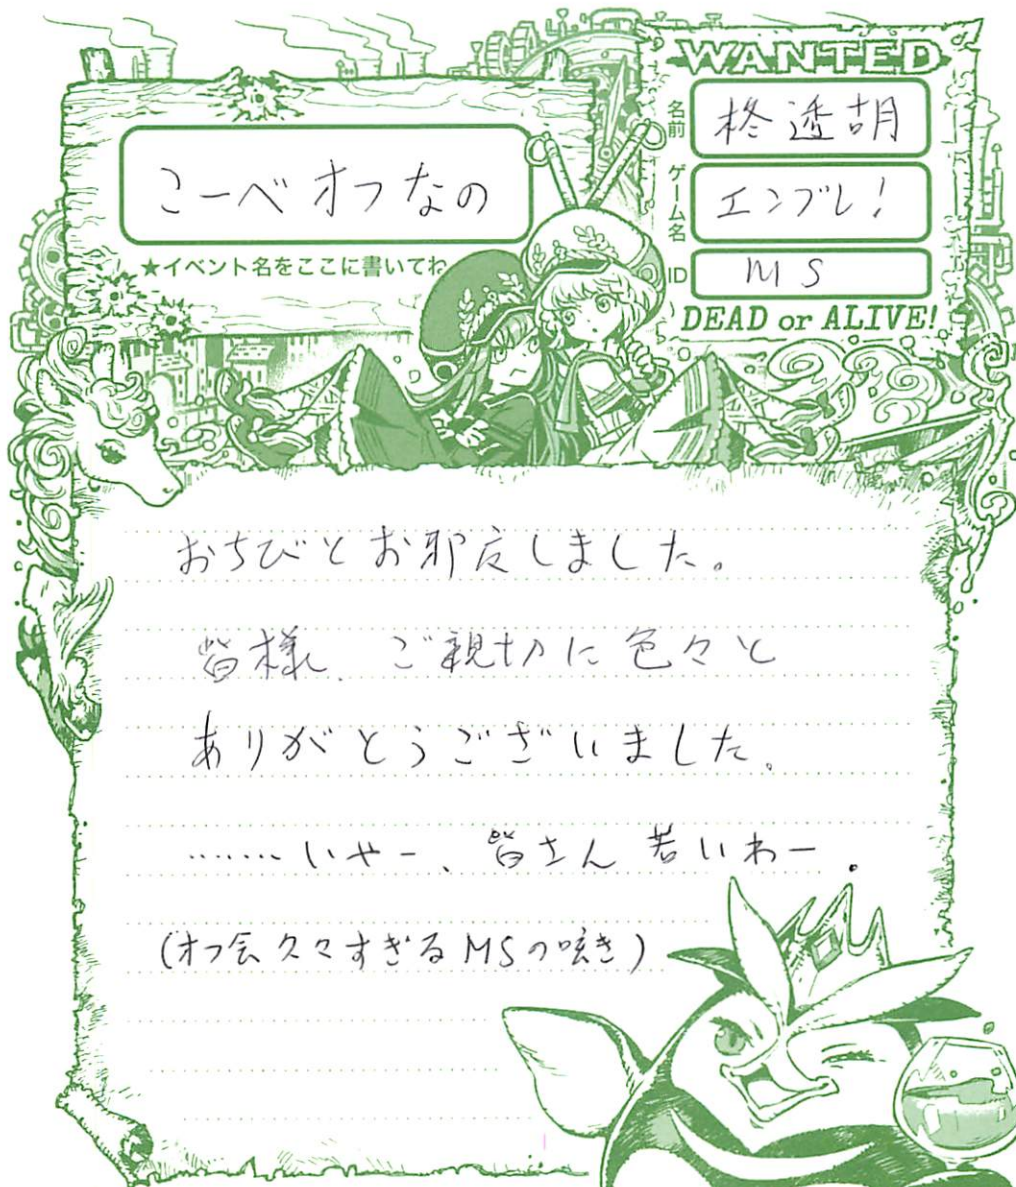 WANTED
名前
柊透胡
ゲーム名
エンブレ!
ID
MS
DEAD or ALIVE!
こーべオフなの
★イベント名をここに書いてね
おちびとお邪魔しました。
皆様、ご親切に色々と
ありがとうございました。
……いやー、皆さん若いわー。
(オフ会久々すぎるMSの呟き)